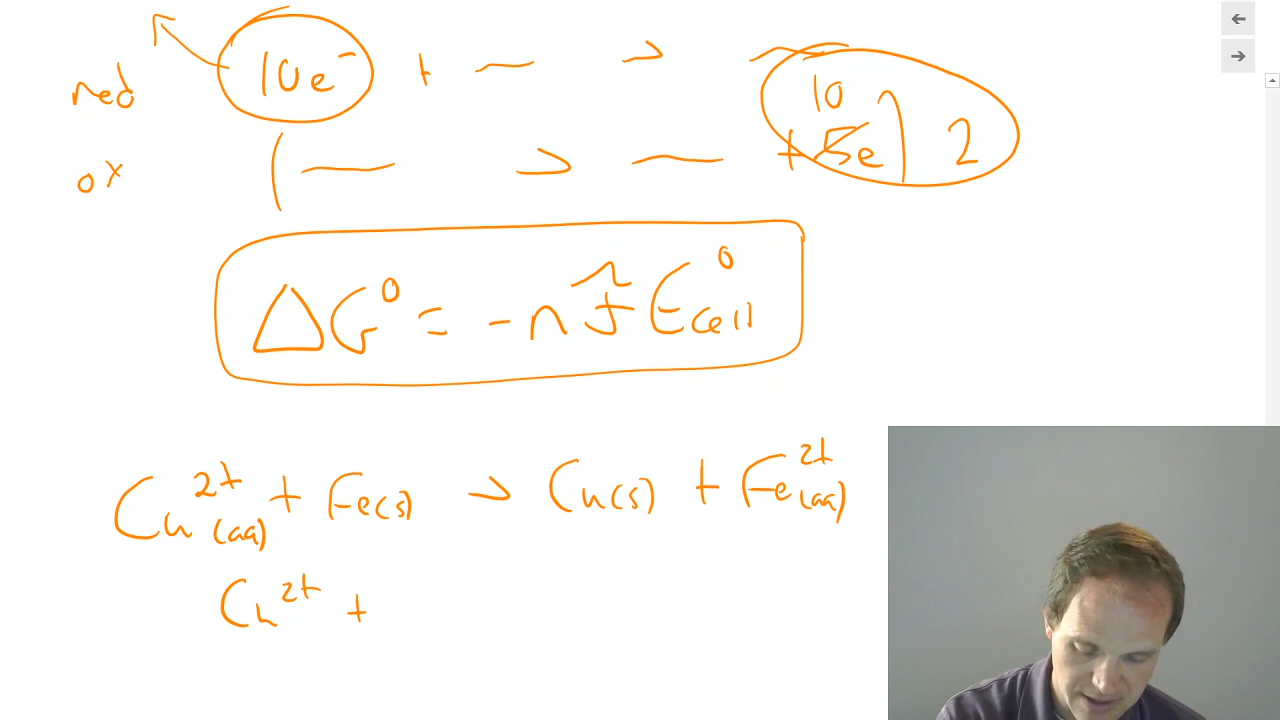 red 10e⁻ + — → —
ox — → — +5e 10 ) 2
ΔG⁰ = -nℱE⁰cell
Cu²⁺(aq) + Fe(s) → Cu(s) + Fe²⁺(aq)
Cu²⁺ +